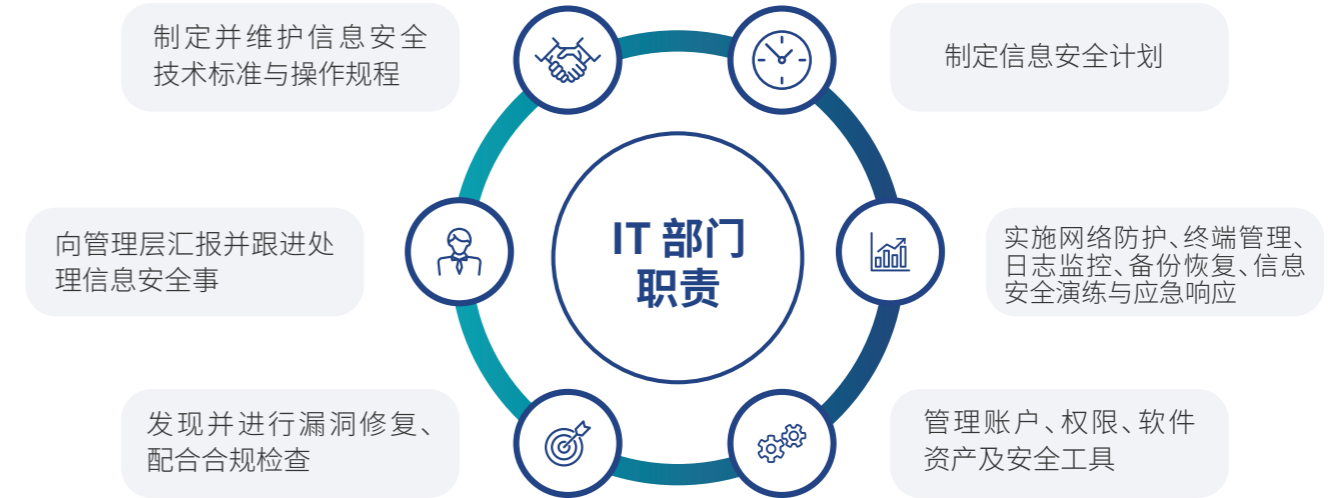 制定并维护信息安全
技术标准与操作规程
制定信息安全计划
IT 部门
职责
向管理层汇报并跟进处
理信息安全事
实施网络防护、终端管理、
日志监控、备份恢复、信息
安全演练与应急响应
发现并进行漏洞修复、
配合合规检查
管理账户、权限、软件
资产及安全工具